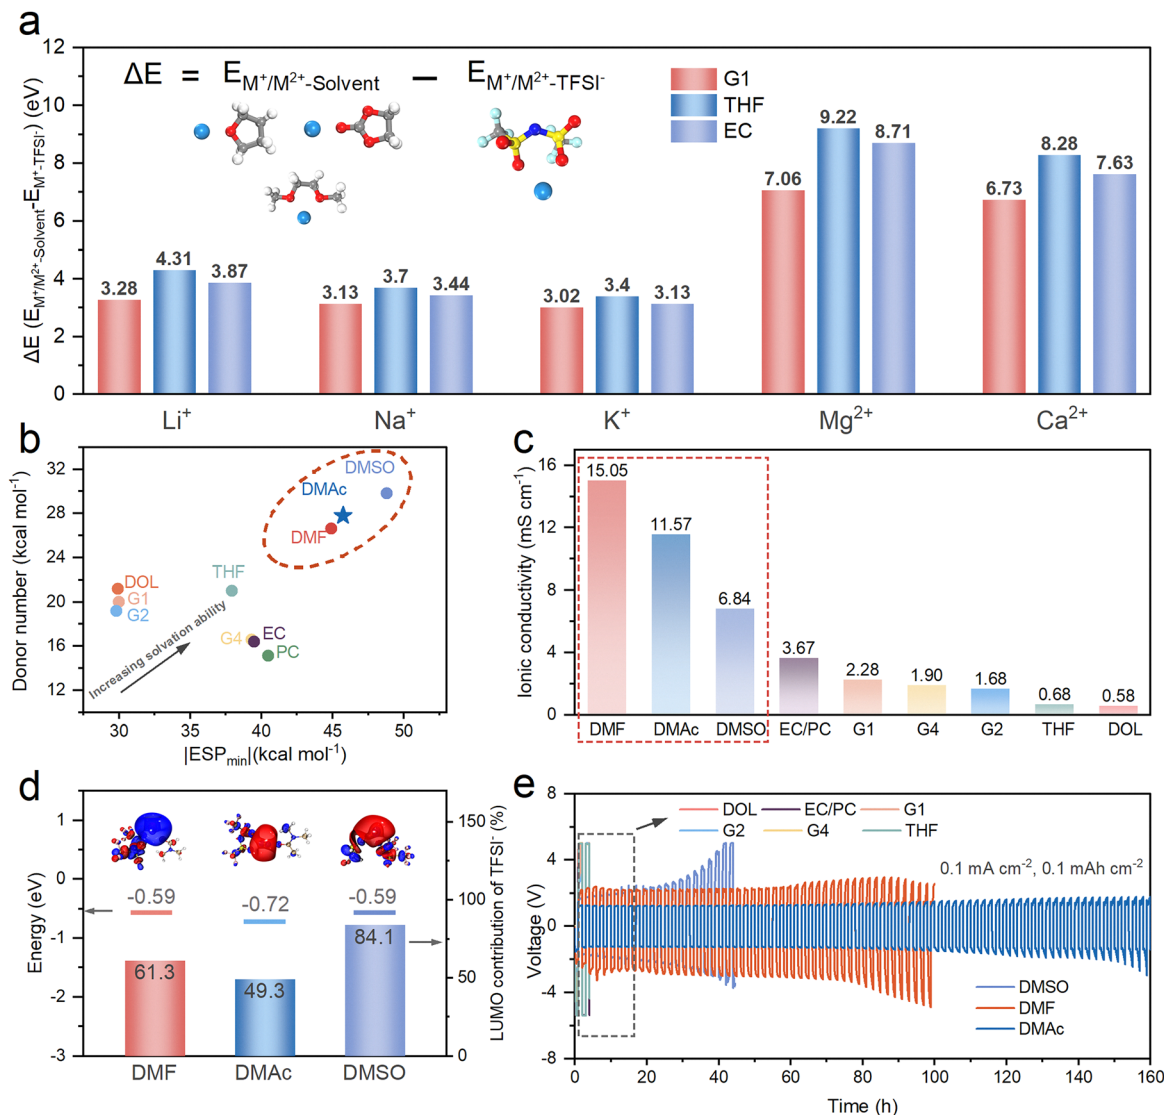 a
ΔE (E_M⁺/M²⁺-Solvent-E_M⁺-TFSI⁻) (eV)
12
10
8
6
4
2
0
ΔE = E_M⁺/M²⁺-Solvent — E_M⁺/M²⁺-TFSI⁻
G1
THF
EC
3.28
4.31
3.87
3.13
3.7
3.44
3.02
3.4
3.13
7.06
9.22
8.71
6.73
8.28
7.63
Li⁺
Na⁺
K⁺
Mg²⁺
Ca²⁺
b
Donor number (kcal mol⁻¹)
32
28
24
20
16
12
DMSO
DMAc
DMF
DOL
G1
G2
THF
G4
EC
PC
Increasing solvation ability
30
35
40
45
50
|ESP_min|(kcal mol⁻¹)
c
Ionic conductivity (mS cm⁻¹)
16
12
8
4
0
15.05
11.57
6.84
3.67
2.28
1.90
1.68
0.68
0.58
DMF
DMAc
DMSO
EC/PC
G1
G4
G2
THF
DOL
d
Energy (eV)
1
0
-1
-2
-3
-0.59
-0.72
-0.59
61.3
49.3
84.1
DMF
DMAc
DMSO
150
100
50
0
LUMO contribution of TFSI⁻ (%)
e
Voltage (V)
8
4
0
-4
-8
DOL
EC/PC
G1
G2
G4
THF
0.1 mA cm⁻², 0.1 mAh cm⁻²
DMSO
DMF
DMAc
0
20
40
60
80
100
120
140
160
Time (h)